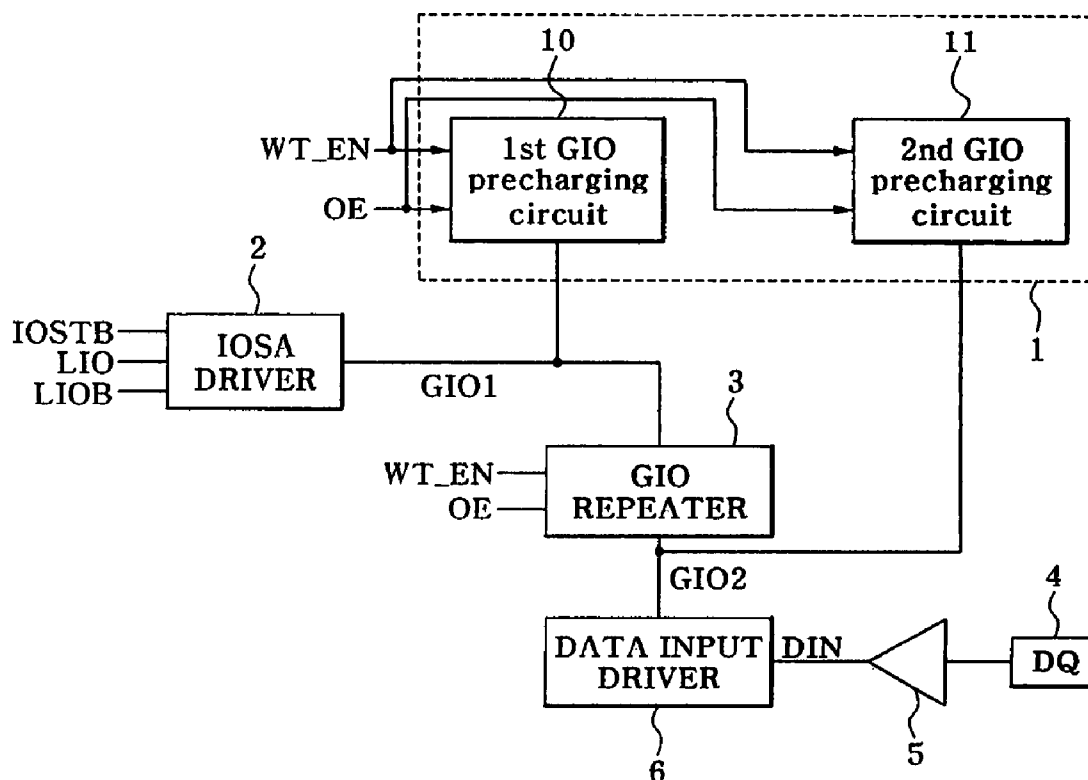 10
11
WT_EN
OE
1st GIO
precharging
circuit
2nd GIO
precharging
circuit
1
2
IOSTB
LIO
LIOB
IOSA
DRIVER
GIO1
3
WT_EN
OE
GIO
REPEATER
GIO2
4
DATA INPUT
DRIVER
DIN
DQ
5
6